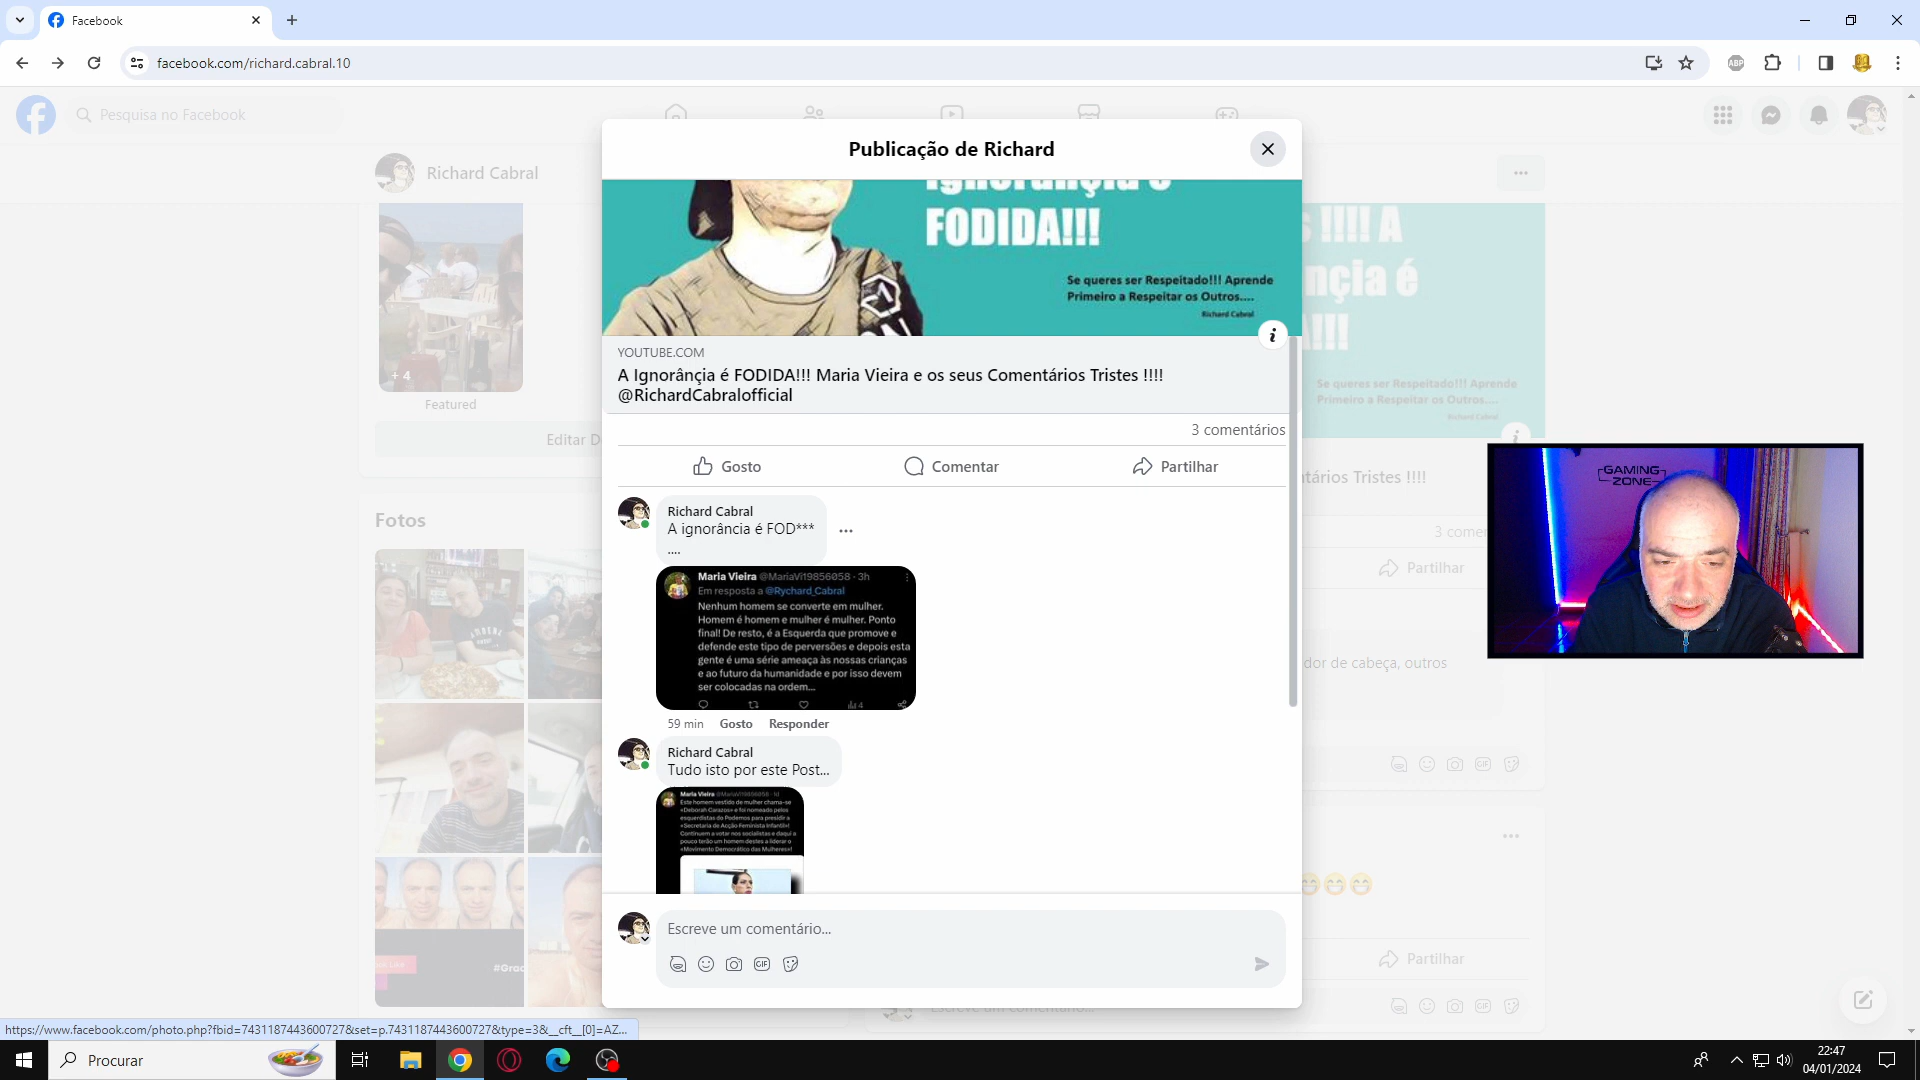 Facebook
facebook.com/richard.cabral.10
ABP
Pesquisa no Facebook
Richard Cabral
Publicação de Richard
Ignorânçia é
FODIDA!!!
Se queres ser Respeitado!!! Aprende
Primeiro a Respeitar os Outros....
Richard Cabral
YOUTUBE.COM
A Ignorânçia é FODIDA!!! Maria Vieira e os seus Comentários Tristes !!!!
@RichardCabralofficial
3 comentários
Gosto
Comentar
Partilhar
Richard Cabral
A ignorância é FOD***
....
Maria Vieira @MariaVi19856058 · 3h
Em resposta a @Rychard_Cabral
Nenhum homem se converte em mulher.
Homem é homem e mulher é mulher. Ponto
final! De resto, é a Esquerda que promove e
defende este tipo de perversões e depois esta
gente é uma série ameaça às nossas crianças
e ao futuro da humanidade e por isso devem
ser colocadas na ordem...
4
59 min Gosto Responder
Richard Cabral
Tudo isto por este Post...
Maria Vieira
Este homem vestido de mulher chama-se
«Deborah Carazos» e foi nomeado pelos
esquerdistas do Podemos para presidir a
«Secretaria de Acção Feminista Infantil»!
Continuem a votar nos socialistas e daqui a
pouco terão um homem destes a liderar o
«Movimento Democrático das Mulheres»!
Escreve um comentário...
GIF
+ 4
Featured
Editar D
Fotos
#Grac
S !!!! A
nçia é
A!!!
Se queres ser Respeitado!!! Aprende
Primeiro a Respeitar os Outros....
Richard Cabral
tários Tristes !!!!
3 come
Partilhar
dor de cabeça, outros
GIF
Partilhar
Escreve um comentário...
GIF
GAMING
ZONE
https://www.facebook.com/photo.php?fbid=7431187443600727&set=p.7431187443600727&type=3&__cft__[0]=AZ...
Procurar
22:47
04/01/2024